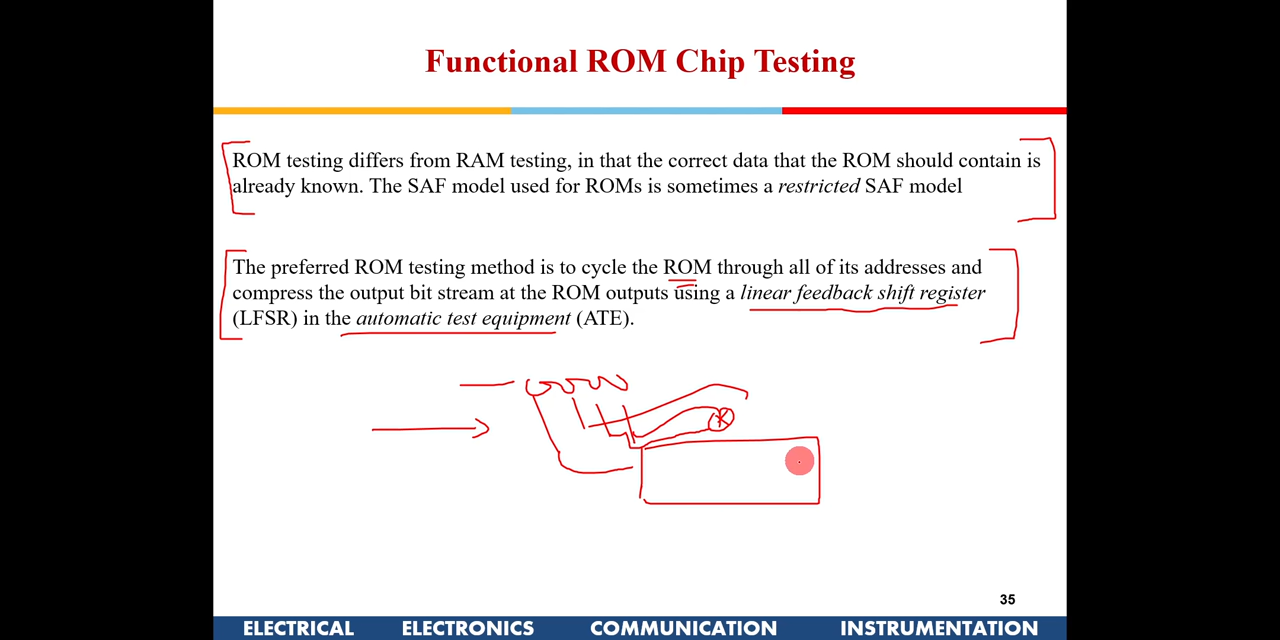 Functional ROM Chip Testing
ROM testing differs from RAM testing, in that the correct data that the ROM should contain is
already known. The SAF model used for ROMs is sometimes a restricted SAF model
The preferred ROM testing method is to cycle the ROM through all of its addresses and
compress the output bit stream at the ROM outputs using a linear feedback shift register
(LFSR) in the automatic test equipment (ATE).
35
ELECTRICAL ELECTRONICS COMMUNICATION INSTRUMENTATION